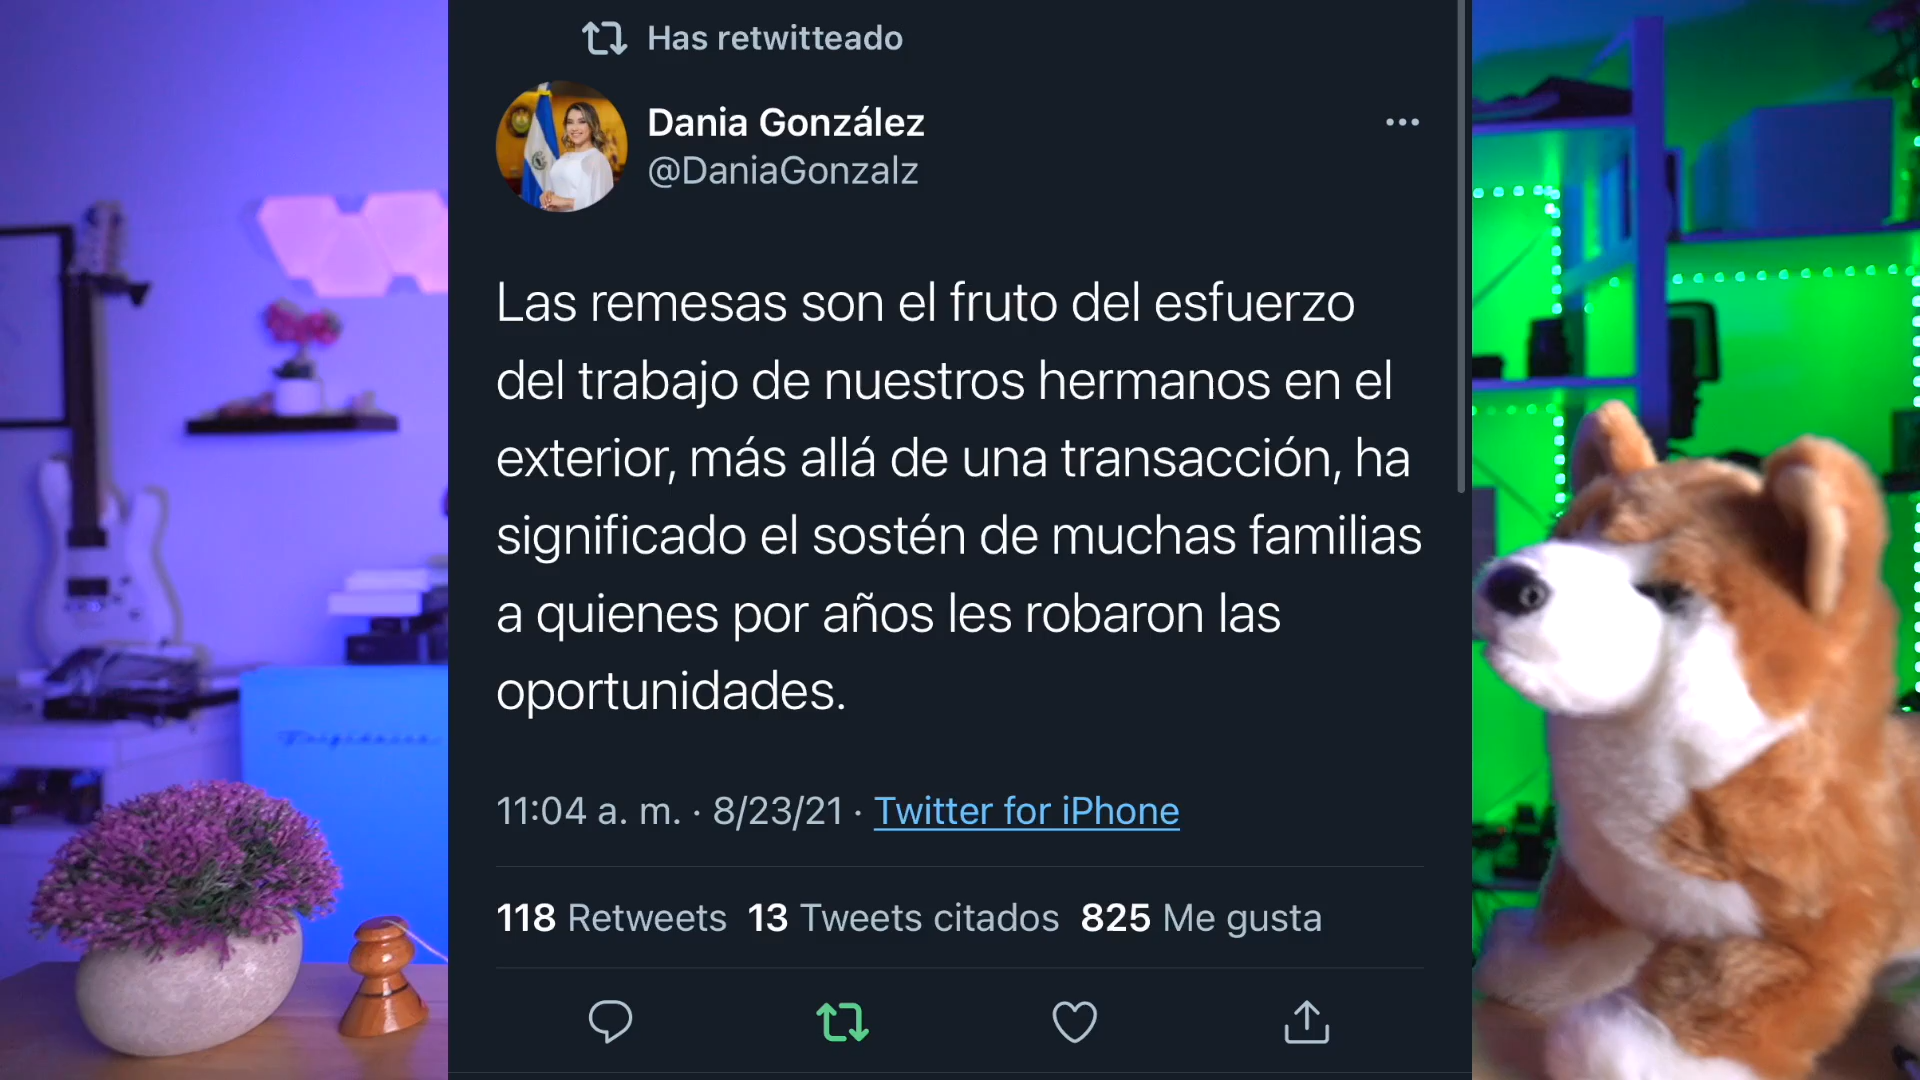 Has retwitteado
Dania González
@DaniaGonzalz
Las remesas son el fruto del esfuerzo
del trabajo de nuestros hermanos en el
exterior, más allá de una transacción, ha
significado el sostén de muchas familias
a quienes por años les robaron las
oportunidades.
11:04 a. m. · 8/23/21 · Twitter for iPhone
118 Retweets 13 Tweets citados 825 Me gusta
Frigidaire